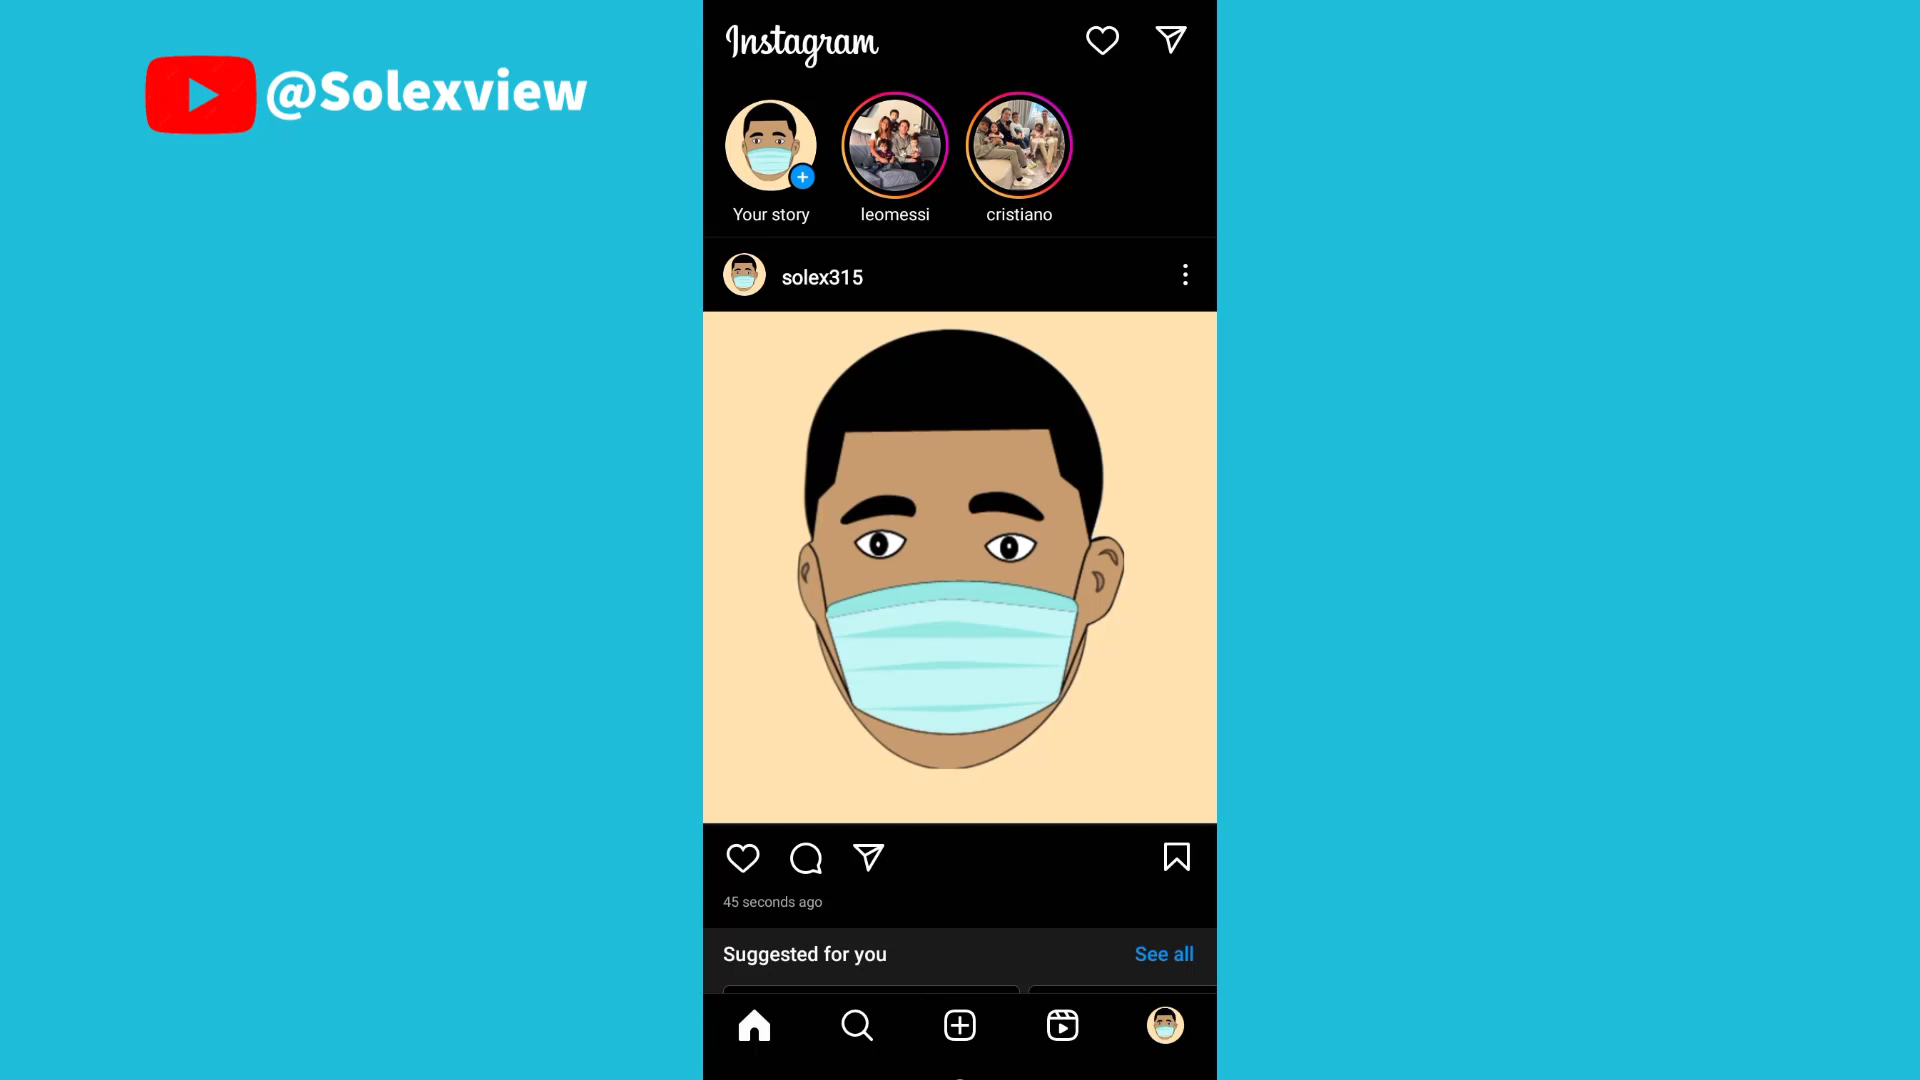 @Solexview
Instagram
Your story
leomessi
cristiano
solex315
45 seconds ago
Suggested for you
See all